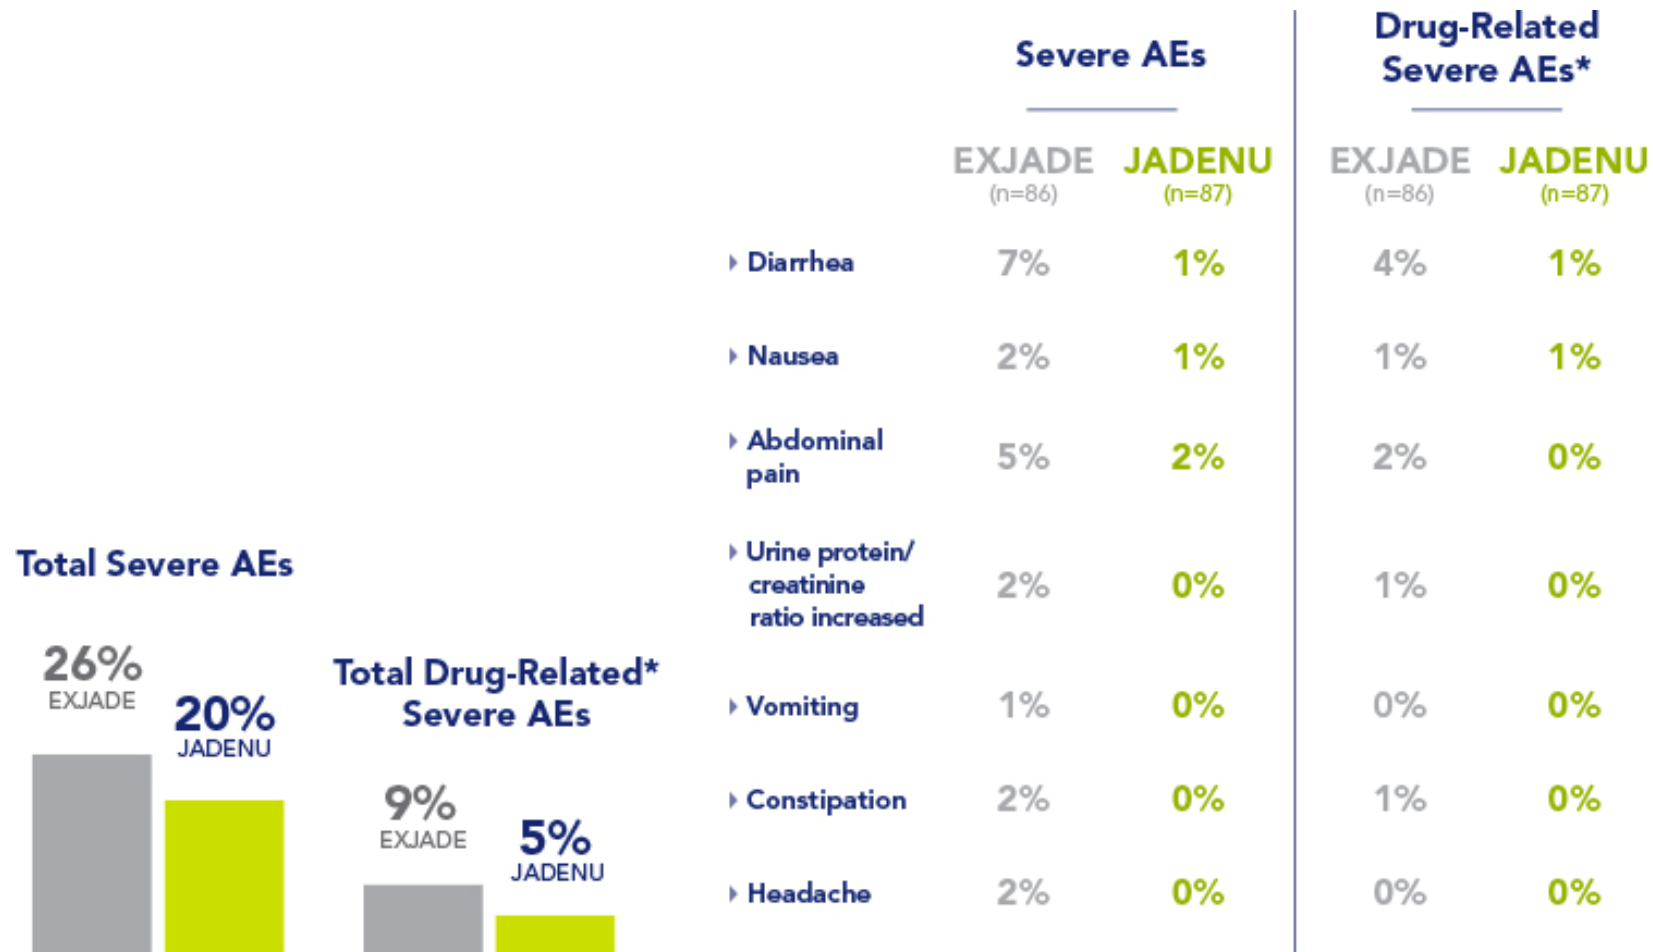 Total Severe AEs
26%
EXJADE
20%
JADENU
Total Drug-Related*
Severe AEs
9%
EXJADE
5%
JADENU
Severe AEs
Drug-Related
Severe AEs*
EXJADE JADENU EXJADE JADENU
(n=86) (n=87) (n=86) (n=87)
Diarrhea 7% 1% 4% 1%
Nausea 2% 1% 1% 1%
Abdominal
pain 5% 2% 2% 0%
Urine protein/
creatinine
ratio increased 2% 0% 1% 0%
Vomiting 1% 0% 0% 0%
Constipation 2% 0% 1% 0%
Headache 2% 0% 0% 0%